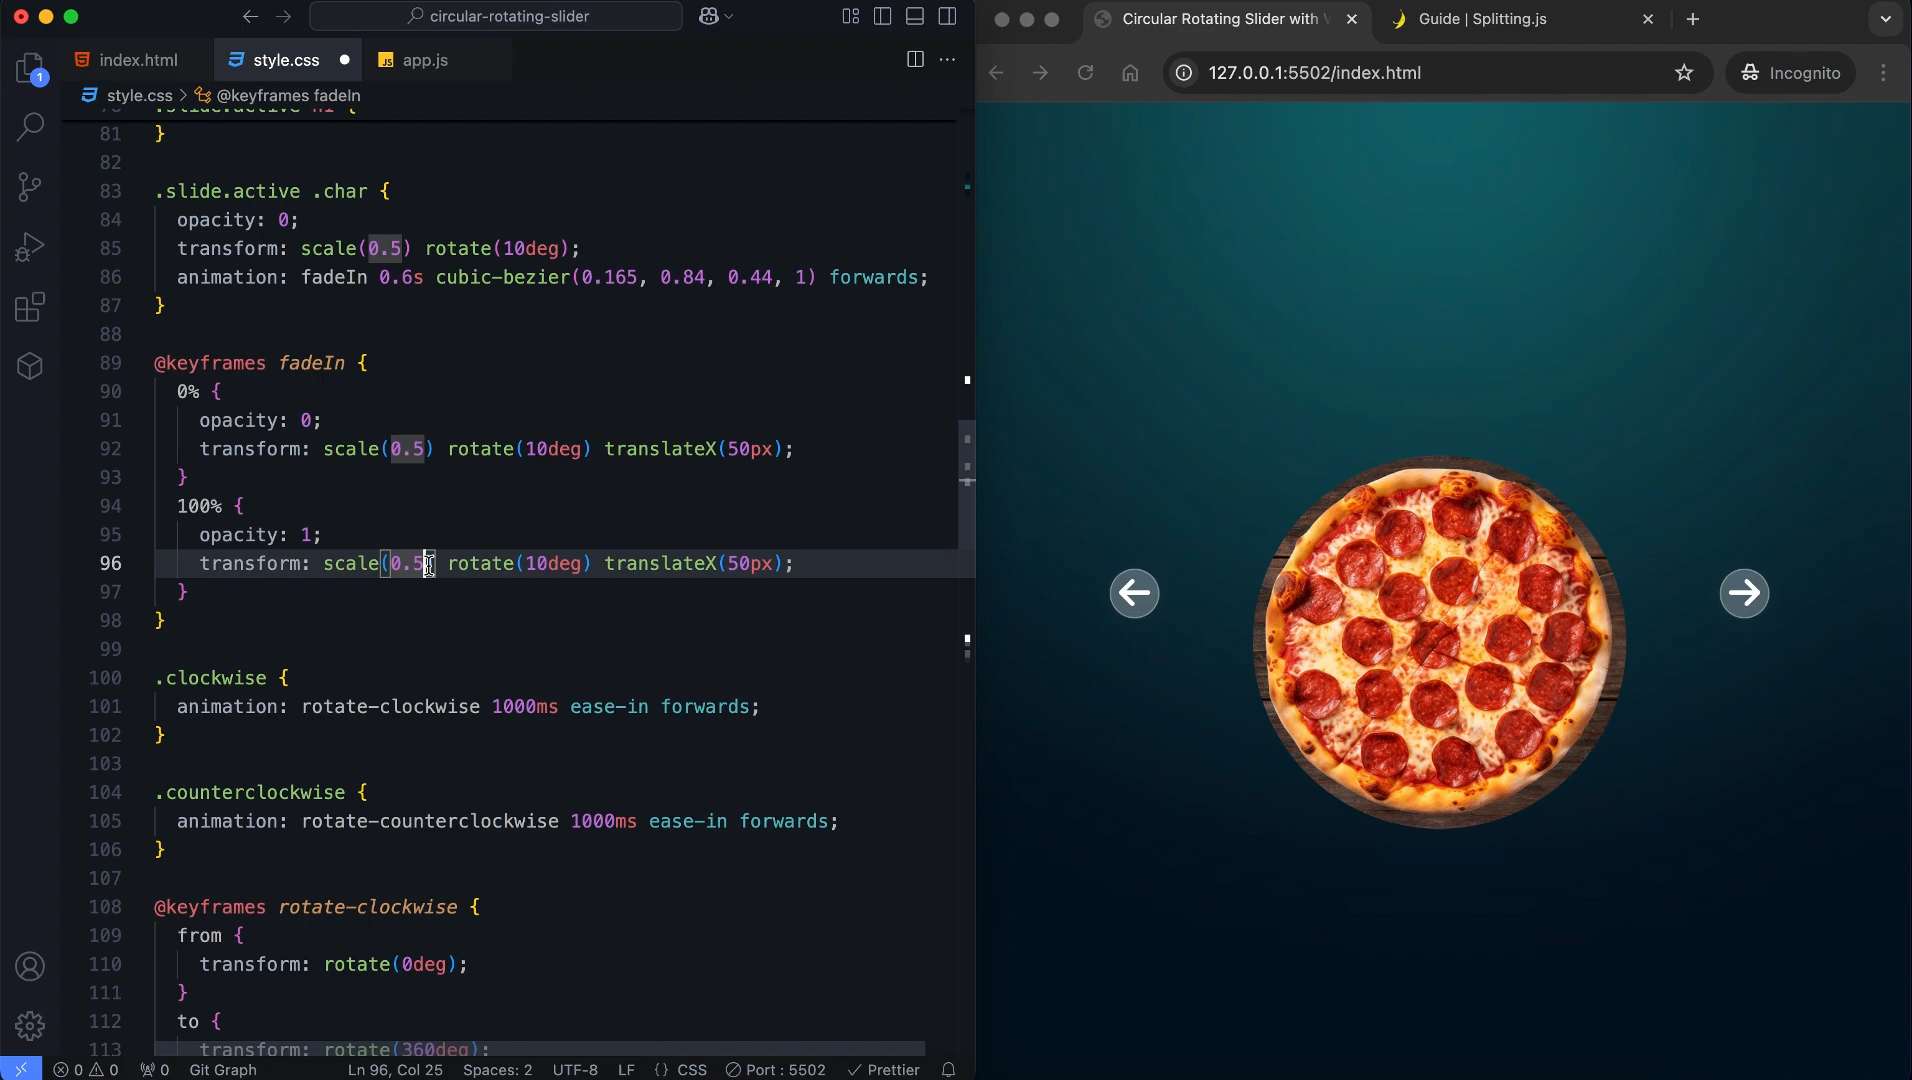 circular-rotating-slider
Circular Rotating Slider with
Guide | Splitting.js
index.html
style.css
JS app.js
127.0.0.1:5502/index.html
Incognito
style.css > @keyframes fadeIn
1
.slide.active h1 {
81 }
82
83 .slide.active .char {
84 opacity: 0;
85 transform: scale(0.5) rotate(10deg);
86 animation: fadeIn 0.6s cubic-bezier(0.165, 0.84, 0.44, 1) forwards;
87 }
88
89 @keyframes fadeIn {
90 0% {
91 opacity: 0;
92 transform: scale(0.5) rotate(10deg) translateX(50px);
93 }
94 100% {
95 opacity: 1;
96 transform: scale(0.5) rotate(10deg) translateX(50px);
97 }
98 }
99
100 .clockwise {
101 animation: rotate-clockwise 1000ms ease-in forwards;
102 }
103
104 .counterclockwise {
105 animation: rotate-counterclockwise 1000ms ease-in forwards;
106 }
107
108 @keyframes rotate-clockwise {
109 from {
110 transform: rotate(0deg);
111 }
112 to {
113 transform: rotate(360deg);
0 0 0 Git Graph Ln 96, Col 25 Spaces: 2 UTF-8 LF {} CSS Port : 5502 Prettier